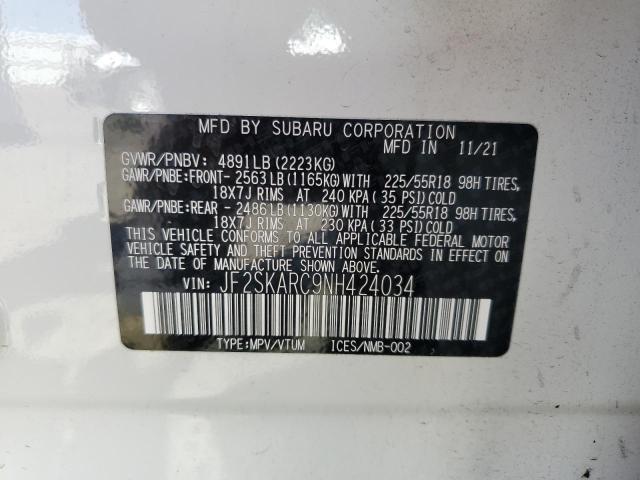 MFD BY SUBARU CORPORATION
MFD IN 11/21
GVWR/PNBV: 4891LB (2223KG)
GAWR/PNBE:FRONT- 2563LB (1165KG)WITH 225/55R18 98H TIRES,
18X7J RIMS AT 240 KPA (35 PSI)COLD
GAWR/PNBE:REAR - 2486LB (1130KG)WITH 225/55R18 98H TIRES,
18X7J RIMS AT 230 KPA (33 PSI)COLD
THIS VEHICLE CONFORMS TO ALL APPLICABLE FEDERAL MOTOR
VEHICLE SAFETY AND THEFT PREVENTION STANDARDS IN EFFECT
ON THE DATE OF MANUFACTURE SHOWN ABOVE.
VIN: JF2SKARC9NH424034
TYPE:MPV/VTUM ICES/NMB-002